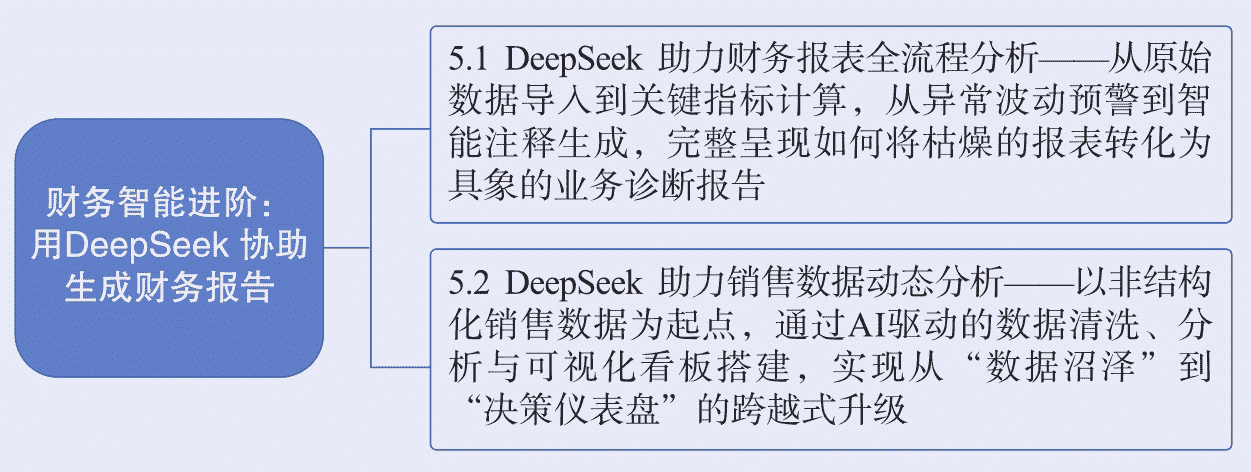 财务智能进阶：
用DeepSeek 协助
生成财务报告
5.1 DeepSeek 助力财务报表全流程分析——从原始
数据导入到关键指标计算，从异常波动预警到智
能注释生成，完整呈现如何将枯燥的报表转化为
具象的业务诊断报告
5.2 DeepSeek 助力销售数据动态分析——以非结构
化销售数据为起点，通过AI驱动的数据清洗、分
析与可视化看板搭建，实现从“数据沼泽”到
“决策仪表盘”的跨越式升级